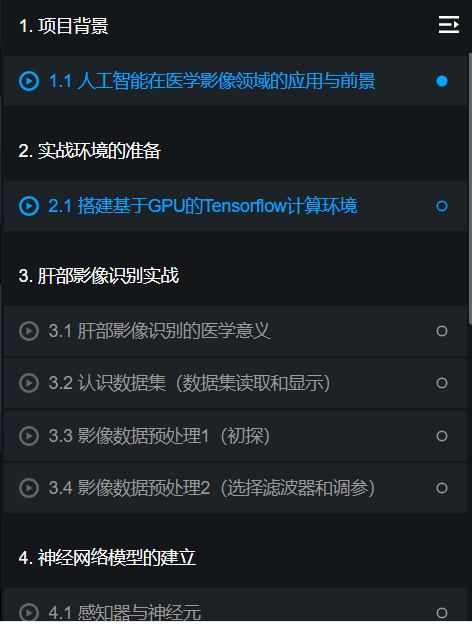 1. 项目背景
1.1 人工智能在医学影像领域的应用与前景
2. 实战环境的准备
2.1 搭建基于GPU的Tensorflow计算环境
3. 肝部影像识别实战
3.1 肝部影像识别的医学意义
3.2 认识数据集（数据集读取和显示）
3.3 影像数据预处理1（初探）
3.4 影像数据预处理2（选择滤波器和调参）
4. 神经网络模型的建立
4.1 感知器与神经元